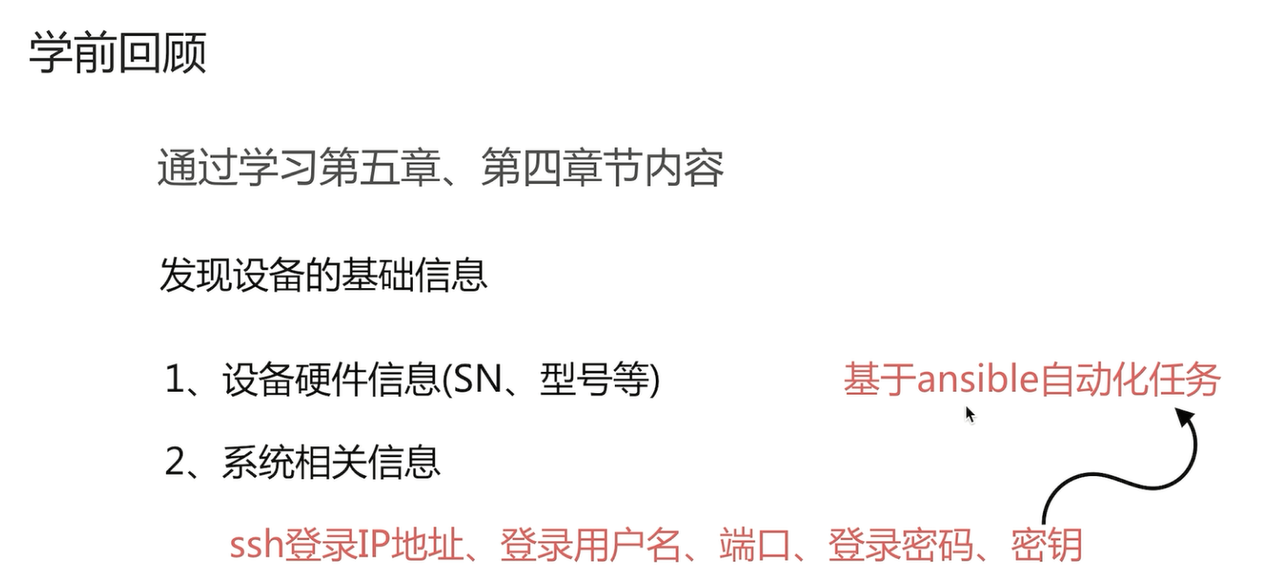 学前回顾
通过学习第五章、第四章节内容
发现设备的基础信息
1、设备硬件信息(SN、型号等)
基于ansible自动化任务
2、系统相关信息
ssh登录IP地址、登录用户名、端口、登录密码、密钥